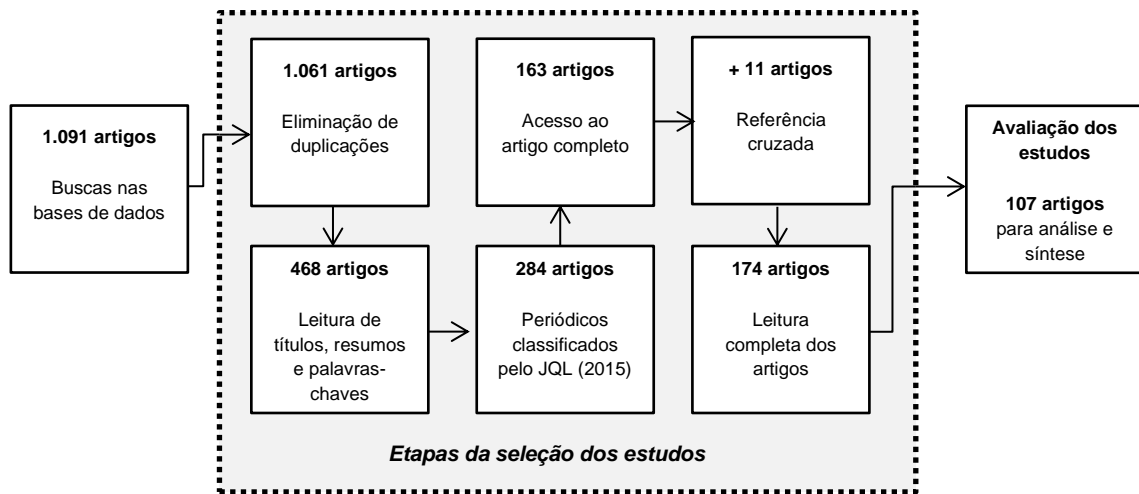 1.091 artigos
Buscas nas
bases de dados
1.061 artigos
Eliminação de
duplicações
468 artigos
Leitura de
títulos, resumos
e palavras-
chaves
284 artigos
Periódicos
classificados
pelo JQL (2015)
163 artigos
Acesso ao
artigo completo
+ 11 artigos
Referência
cruzada
174 artigos
Leitura
completa dos
artigos
Avaliação dos
estudos
107 artigos
para análise e
síntese
Etapas da seleção dos estudos